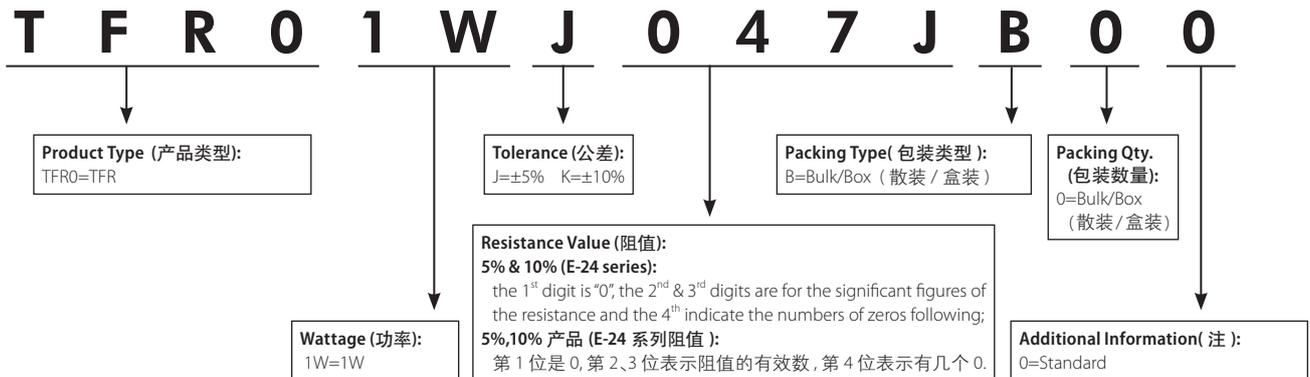 T F R 0 1 W J 0 4 7 J B 0 0
Product Type (产品类型):
TFR0=TFR
Tolerance (公差):
J=±5% K=±10%
Packing Type( 包装类型 ):
B=Bulk/Box ( 散装 / 盒装 )
Packing Qty.
(包装数量):
0=Bulk/Box
(散装/盒装)
Resistance Value (阻值):
5% & 10% (E-24 series):
the 1st digit is "0", the 2nd & 3rd digits are for the significant figures of
the resistance and the 4th indicate the numbers of zeros following;
5%,10% 产品 (E-24 系列阻值 ):
第 1 位是 0, 第 2、3 位表示阻值的有效数 , 第 4 位表示有几个 0.
Wattage (功率):
1W=1W
Additional Information( 注 ):
0=Standard